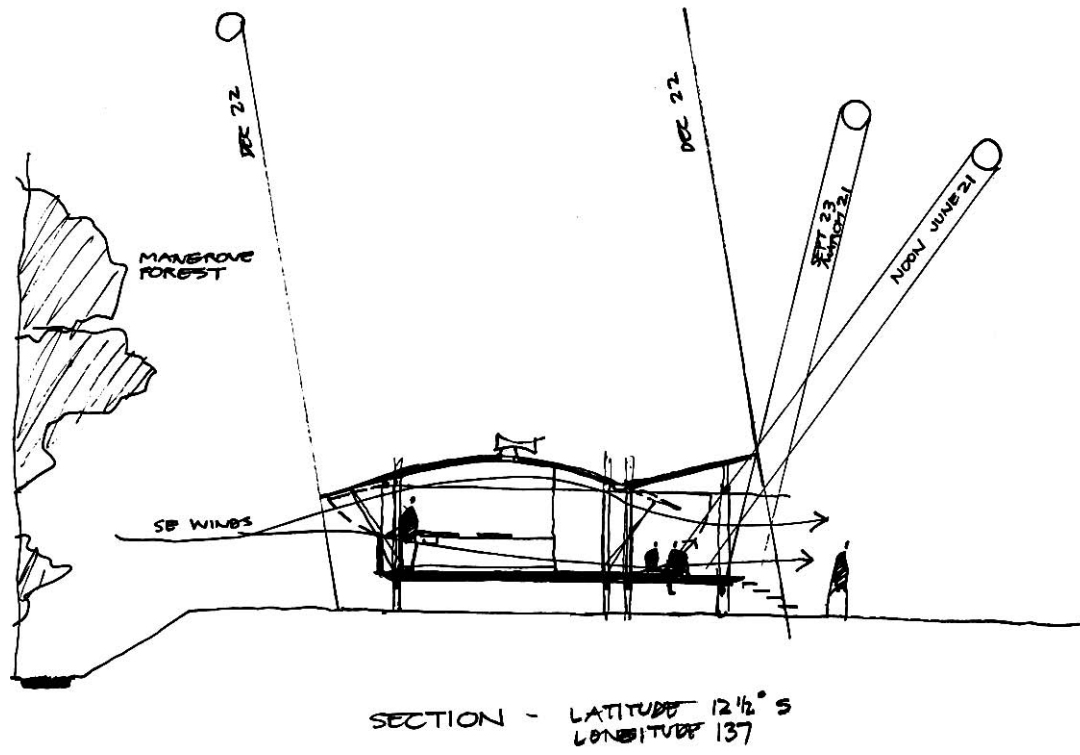 DEC 22
DEC 22
SEPT 23
MARCH 21
NOON JUNE 21
MANGROVE
FOREST
SE WINDS
SECTION - LATITUDE 12½° S
LONGITUDE 137